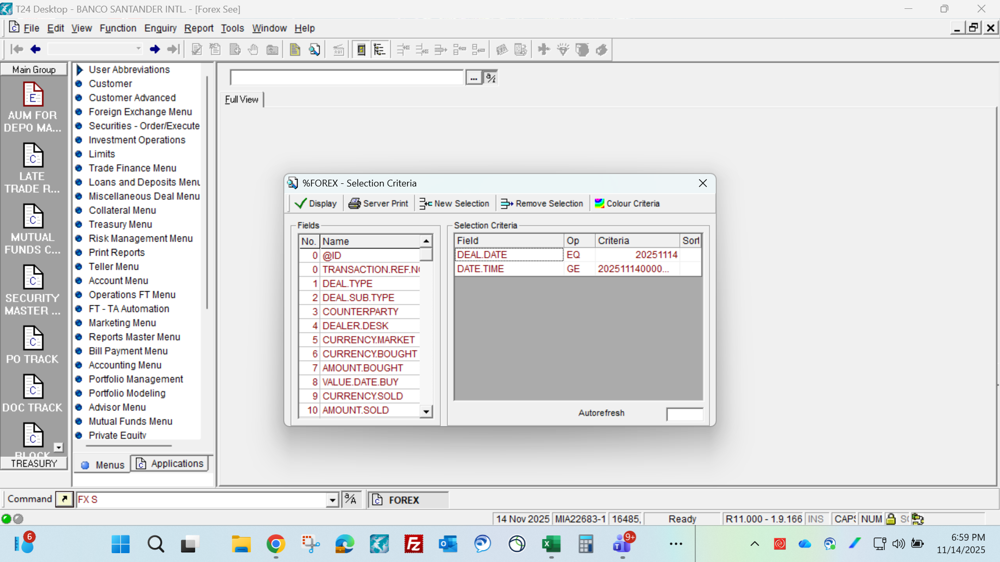 T24 Desktop - BANCO SANTANDER INTL. - [Forex See]
File Edit View Function Enquiry Report Tools Window Help
Main Group
E
AUM FOR
DEPO MA...
C
LATE
TRADE R...
C
MUTUAL
FUNDS C...
C
SECURITY
MASTER ...
C
PO TRACK
C
DOC TRACK
C
BLOCK
TREASURY
User Abbreviations
Customer
Customer Advanced
Foreign Exchange Menu
Securities - Order/Execute
Investment Operations
Limits
Trade Finance Menu
Loans and Deposits Menu
Miscellaneous Deal Menu
Collateral Menu
Treasury Menu
Risk Management Menu
Print Reports
Teller Menu
Account Menu
Operations FT Menu
FT - TA Automation
Marketing Menu
Reports Master Menu
Bill Payment Menu
Accounting Menu
Portfolio Management
Portfolio Modeling
Advisor Menu
Mutual Funds Menu
Private Equity
Menus Applications
...
Full View
%FOREX - Selection Criteria
Display Server Print New Selection Remove Selection Colour Criteria
Fields
No. Name
0 @ID
0 TRANSACTION.REF.NO
1 DEAL.TYPE
2 DEAL.SUB.TYPE
3 COUNTERPARTY
4 DEALER.DESK
5 CURRENCY.MARKET
6 CURRENCY.BOUGHT
7 AMOUNT.BOUGHT
8 VALUE.DATE.BUY
9 CURRENCY.SOLD
10 AMOUNT.SOLD
Selection Criteria
Field Op Criteria Sort
DEAL.DATE EQ 20251114
DATE.TIME GE 202511140000...
Autorefresh
Command FX S FOREX
14 Nov 2025 MIA22683-1 16485, Ready R11.000 - 1.9.166 INS CAPS NUM
6
9+
6:59 PM
11/14/2025